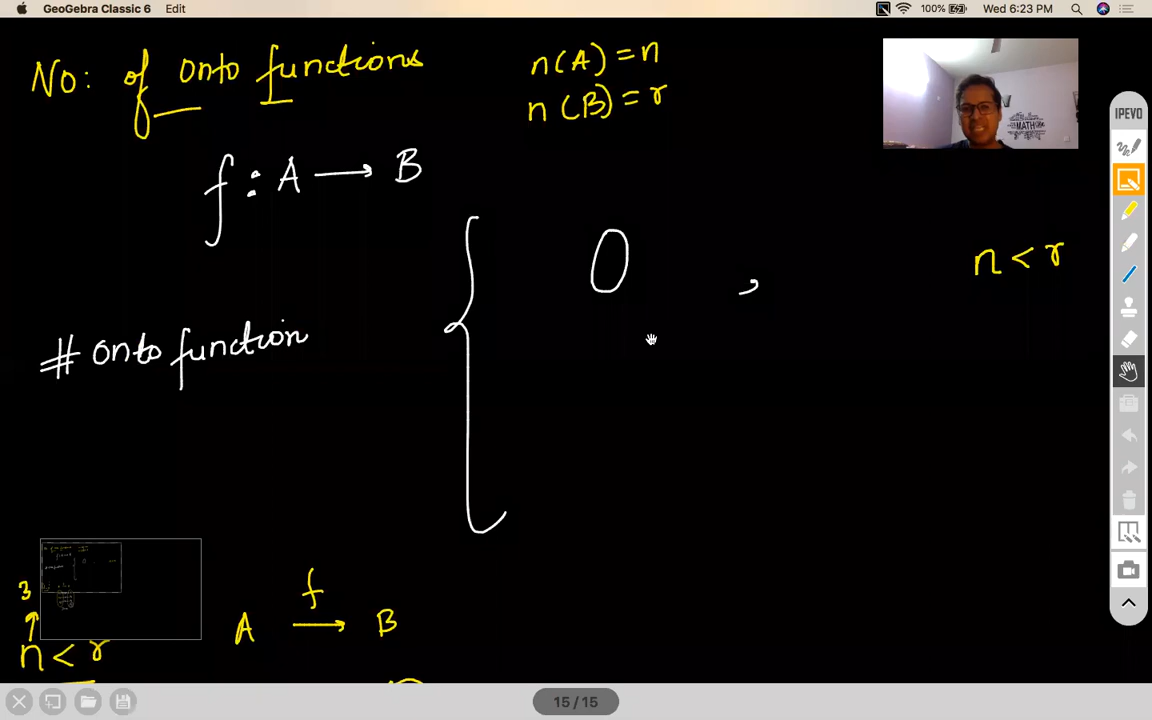 GeoGebra Classic 6 Edit 100% Wed 6:23 PM
No: of onto functions
n(A) = n
n(B) = r
MATH
IPEVO
f : A → B
0 , n < r
# onto function
3
f
A → B
n < r
15 / 15